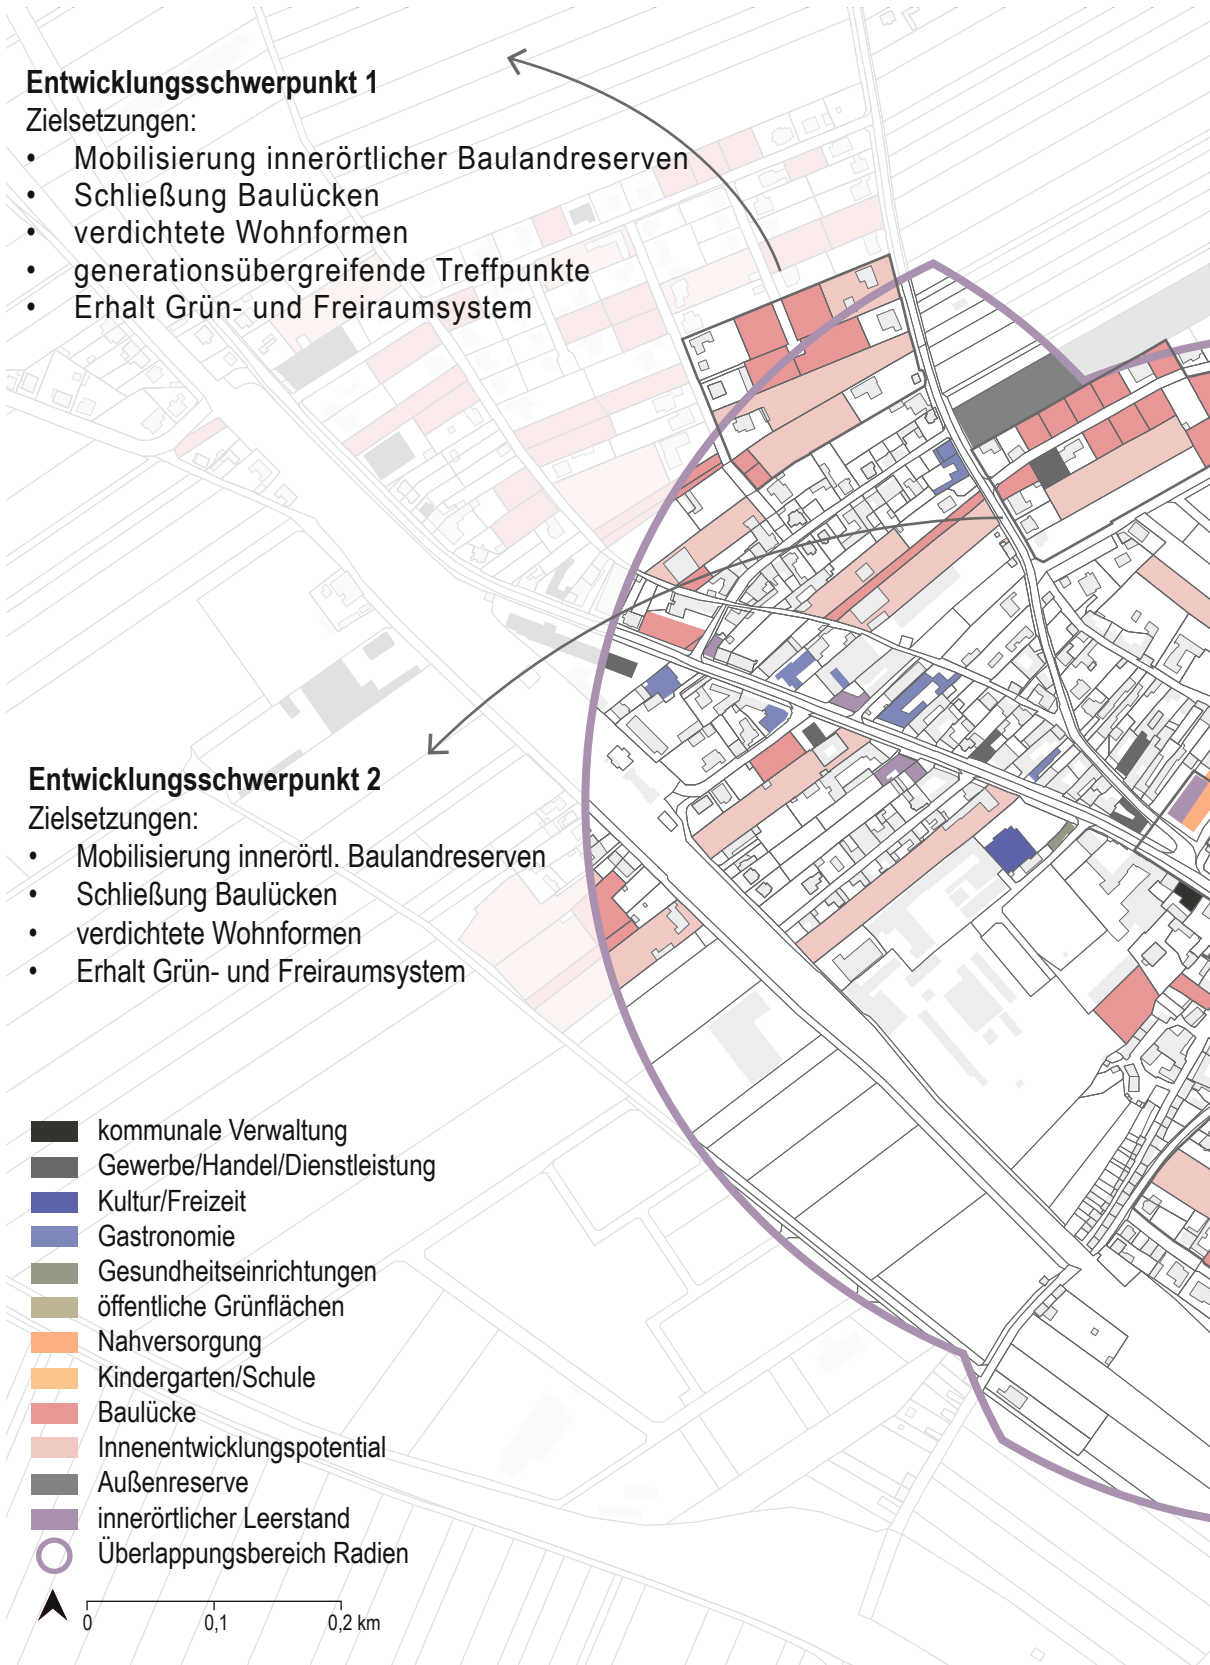 Entwicklungsschwerpunkt 1
Zielsetzungen:
• Mobilisierung innerörtlicher Baulandreserven
• Schließung Baulücken
• verdichtete Wohnformen
• generationsübergreifende Treffpunkte
• Erhalt Grün- und Freiraumsystem
Entwicklungsschwerpunkt 2
Zielsetzungen:
• Mobilisierung innerörtl. Baulandreserven
• Schließung Baulücken
• verdichtete Wohnformen
• Erhalt Grün- und Freiraumsystem
kommunale Verwaltung
Gewerbe/Handel/Dienstleistung
Kultur/Freizeit
Gastronomie
Gesundheitseinrichtungen
öffentliche Grünflächen
Nahversorgung
Kindergarten/Schule
Baulücke
Innenentwicklungspotential
Außenreserve
innerörtlicher Leerstand
Überlappungsbereich Radien
0 0,1 0,2 km